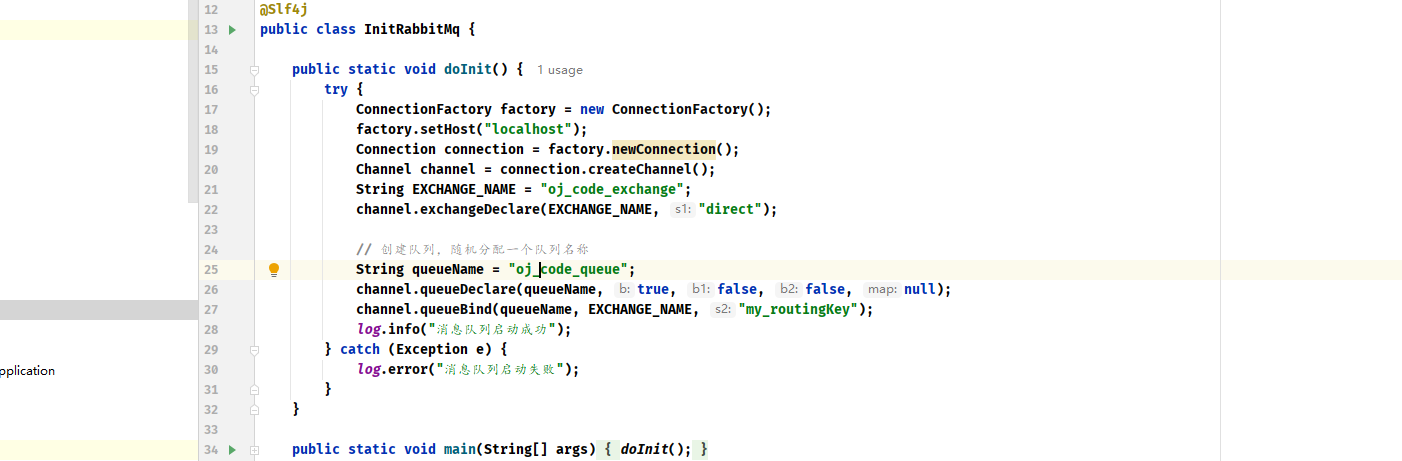 12 @Slf4j
13 public class InitRabbitMq {
14
15 public static void doInit() { 1 usage
16 try {
17 ConnectionFactory factory = new ConnectionFactory();
18 factory.setHost("localhost");
19 Connection connection = factory.newConnection();
20 Channel channel = connection.createChannel();
21 String EXCHANGE_NAME = "oj_code_exchange";
22 channel.exchangeDeclare(EXCHANGE_NAME, s1: "direct");
23
24 // 创建队列，随机分配一个队列名称
25 String queueName = "oj_code_queue";
26 channel.queueDeclare(queueName, b: true, b1: false, b2: false, map: null);
27 channel.queueBind(queueName, EXCHANGE_NAME, s2: "my_routingKey");
28 log.info("消息队列启动成功");
29 } catch (Exception e) {
30 log.error("消息队列启动失败");
pplication
31 }
32 }
33
34 public static void main(String[] args) { doInit(); }